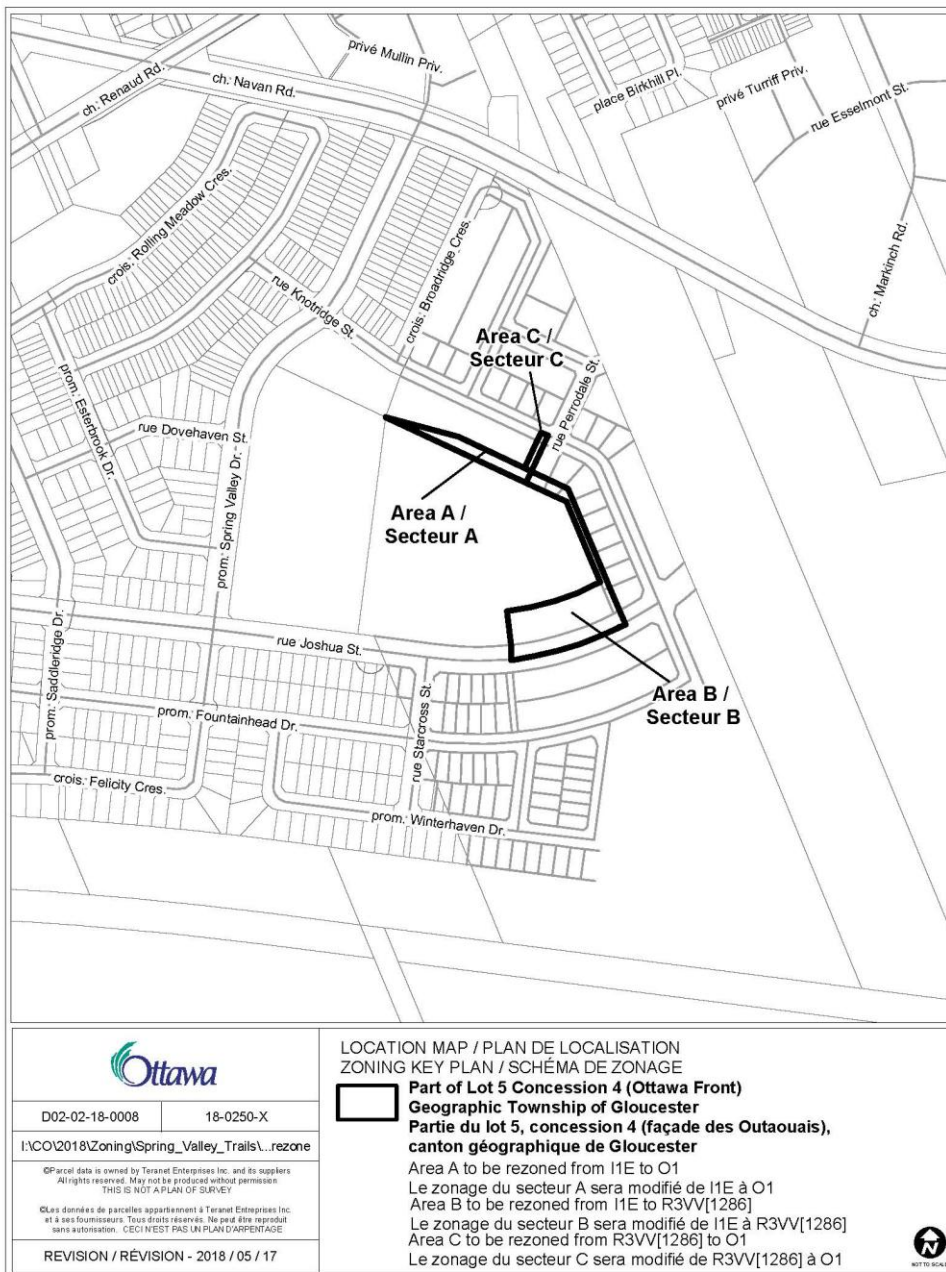 privé Mullin Priv.
ch. Renaud Rd.
ch. Navan Rd.
place Birkhill Pl.
privé Turriff Priv.
rue Esselmont St.
crois. Rolling Meadow Cres.
crois. Broadridge Cres.
ch. Markinch Rd.
rue Knotridge St.
Area C /
Secteur C
rue Perrodale St.
prom. Esterbrook Dr.
rue Dovehaven St.
prom. Spring Valley Dr.
Area A /
Secteur A
rue Joshua St.
prom. Saddleridge Dr.
Area B /
Secteur B
prom. Fountainhead Dr.
rue Starcross St.
crois. Felicity Cres.
prom. Winterhaven Dr.
Ottawa
D02-02-18-0008
18-0250-X
I:\CO\2018\Zoning\Spring_Valley_Trails\...rezone
©Parcel data is owned by Teranet Enterprises Inc. and its suppliers
All rights reserved. May not be produced without permission
THIS IS NOT A PLAN OF SURVEY
©Les données de parcelles appartiennent à Teranet Enterprises Inc.
et à ses fournisseurs. Tous droits réservés. Ne peut être reproduit
sans autorisation. CECI N'EST PAS UN PLAN D'ARPENTAGE
REVISION / RÉVISION - 2018 / 05 / 17
LOCATION MAP / PLAN DE LOCALISATION
ZONING KEY PLAN / SCHÉMA DE ZONAGE
Part of Lot 5 Concession 4 (Ottawa Front)
Geographic Township of Gloucester
Partie du lot 5, concession 4 (façade des Outaouais),
canton géographique de Gloucester
Area A to be rezoned from I1E to O1
Le zonage du secteur A sera modifié de I1E à O1
Area B to be rezoned from I1E to R3VV[1286]
Le zonage du secteur B sera modifié de I1E à R3VV[1286]
Area C to be rezoned from R3VV[1286] to O1
Le zonage du secteur C sera modifié de R3VV[1286] à O1
N
NOT TO SCALE